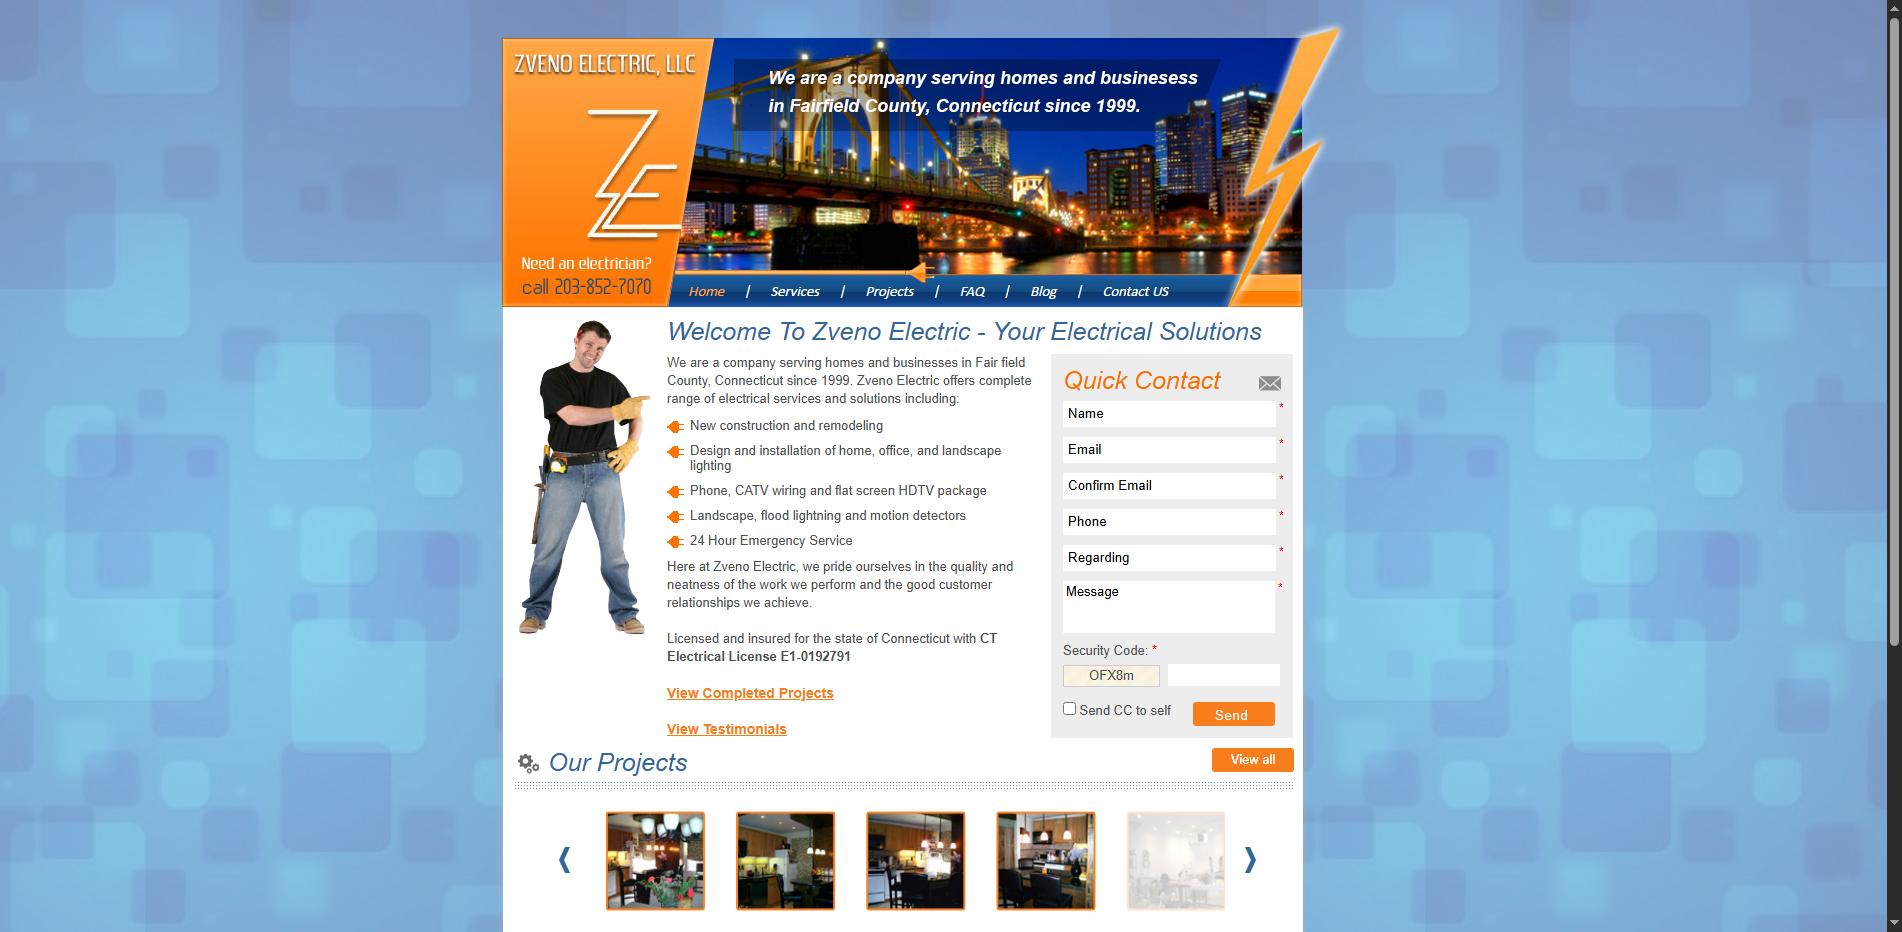 ZVENO ELECTRIC, LLC
ZE
Need an electrician?
call 203-852-7070
We are a company serving homes and businesess
in Fairfield County, Connecticut since 1999.
Home | Services | Projects | FAQ | Blog | Contact US
Welcome To Zveno Electric - Your Electrical Solutions
We are a company serving homes and businesses in Fair field
County, Connecticut since 1999. Zveno Electric offers complete
range of electrical services and solutions including:
New construction and remodeling
Design and installation of home, office, and landscape
lighting
Phone, CATV wiring and flat screen HDTV package
Landscape, flood lightning and motion detectors
24 Hour Emergency Service
Here at Zveno Electric, we pride ourselves in the quality and
neatness of the work we perform and the good customer
relationships we achieve.
Licensed and insured for the state of Connecticut with CT
Electrical License E1-0192791
View Completed Projects
View Testimonials
Quick Contact
Name *
Email *
Confirm Email *
Phone *
Regarding *
Message *
Security Code: *
OFX8m
Send CC to self
Send
Our Projects
View all